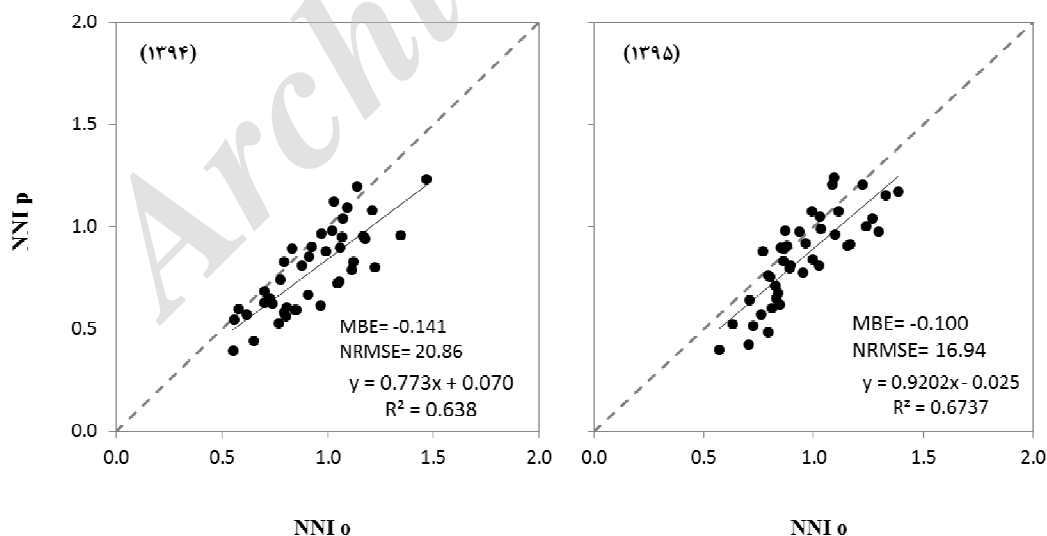 Archi
(۱۳۹۴)
(۱۳۹۵)
2.0
1.5
1.0
0.5
0.0
NNI p
MBE= -0.141
NRMSE= 20.86
y = 0.773x + 0.070
R² = 0.638
MBE= -0.100
NRMSE= 16.94
y = 0.9202x - 0.025
R² = 0.6737
0.0 0.5 1.0 1.5 2.0
0.0 0.5 1.0 1.5 2.0
NNI o
NNI o